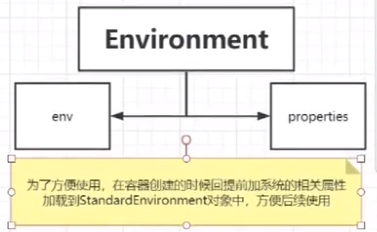 Environment
env
properties
为了方便使用，在容器创建的时候回提前加系统的相关属性
加载到StandardEnvironment对象中，方便后续使用